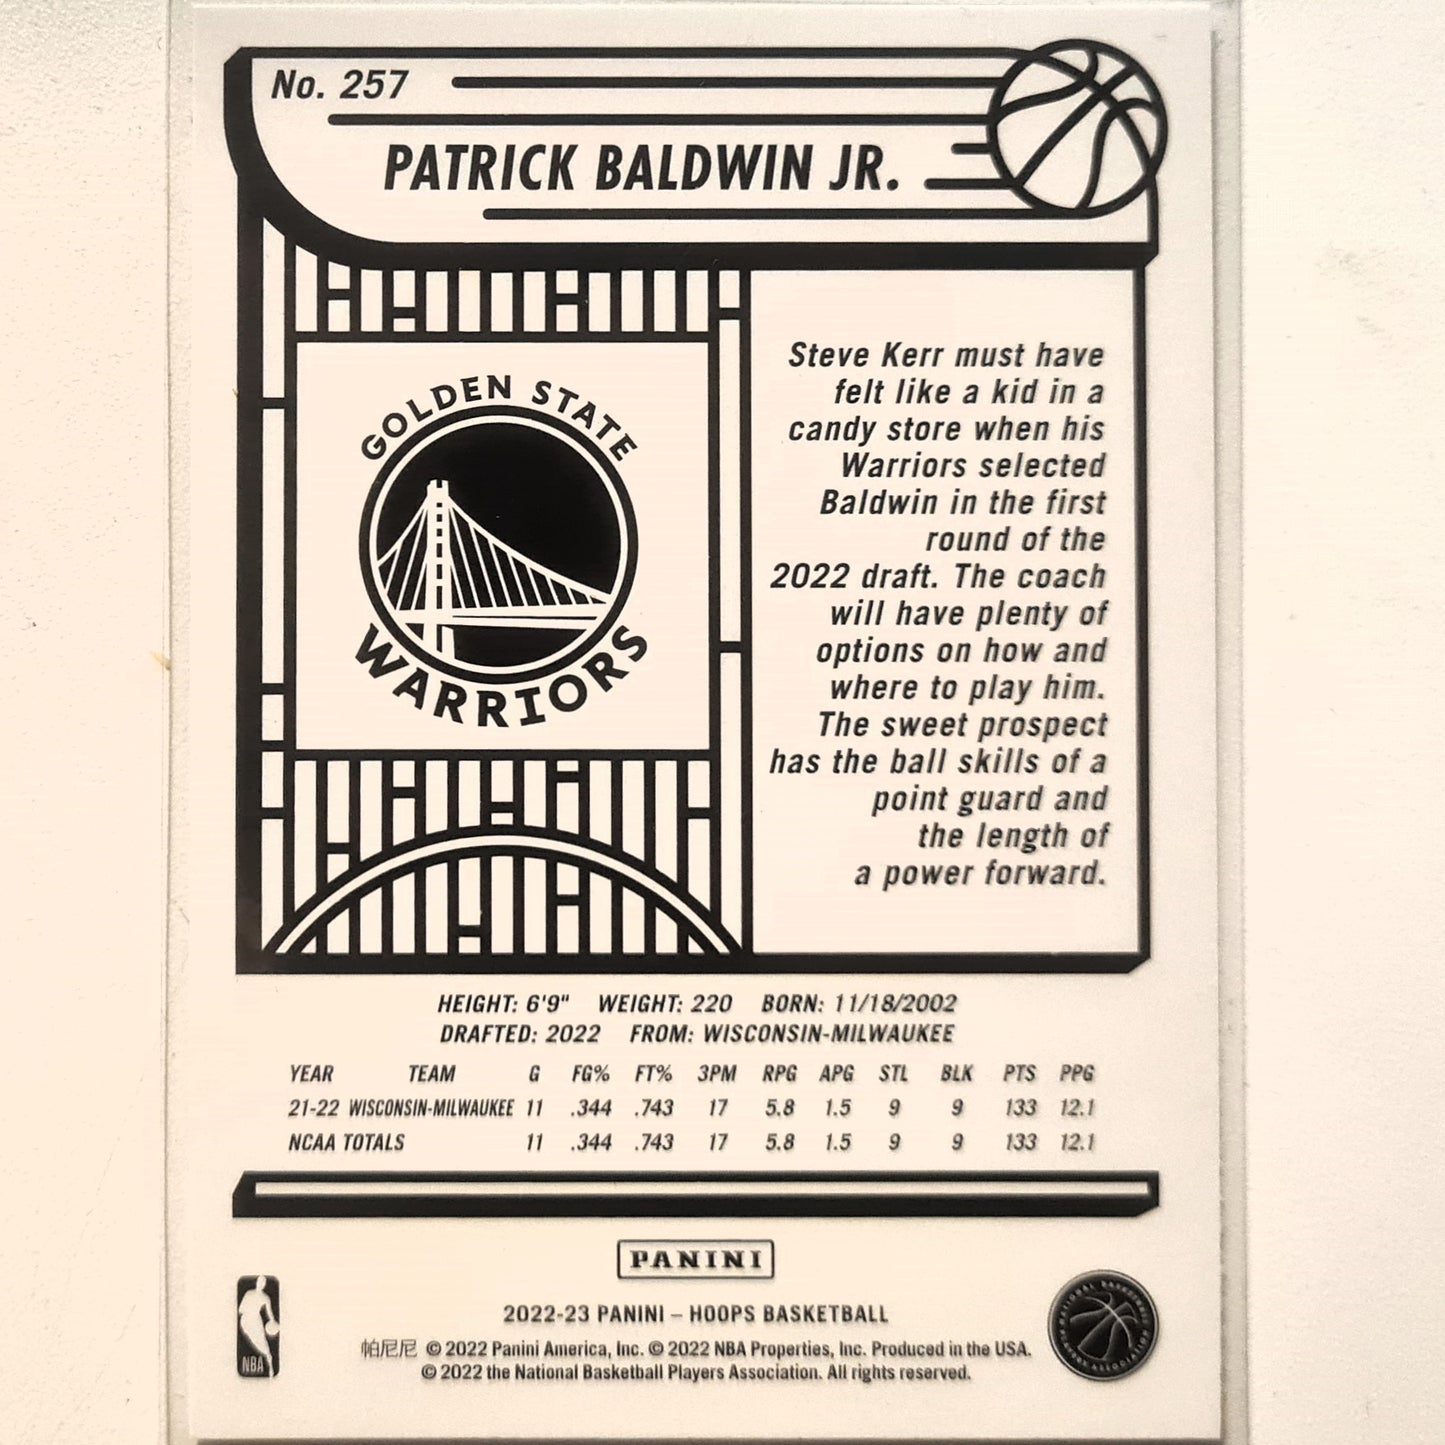 No. 257
PATRICK BALDWIN JR.
GOLDEN STATE
WARRIORS
Steve Kerr must have
felt like a kid in a
candy store when his
Warriors selected
Baldwin in the first
round of the
2022 draft. The coach
will have plenty of
options on how and
where to play him.
The sweet prospect
has the ball skills of a
point guard and
the length of
a power forward.
HEIGHT: 6'9" WEIGHT: 220 BORN: 11/18/2002
DRAFTED: 2022 FROM: WISCONSIN-MILWAUKEE
YEAR TEAM G FG% FT% 3PM RPG APG STL BLK PTS PPG
21-22 WISCONSIN-MILWAUKEE 11 .344 .743 17 5.8 1.5 9 9 133 12.1
NCAA TOTALS 11 .344 .743 17 5.8 1.5 9 9 133 12.1
PANINI
2022-23 PANINI – HOOPS BASKETBALL
帕尼尼 © 2022 Panini America, Inc. © 2022 NBA Properties, Inc. Produced in the USA.
© 2022 the National Basketball Players Association. All rights reserved.
NBA
NATIONAL BASKETBALL
PLAYERS ASSOCIATION